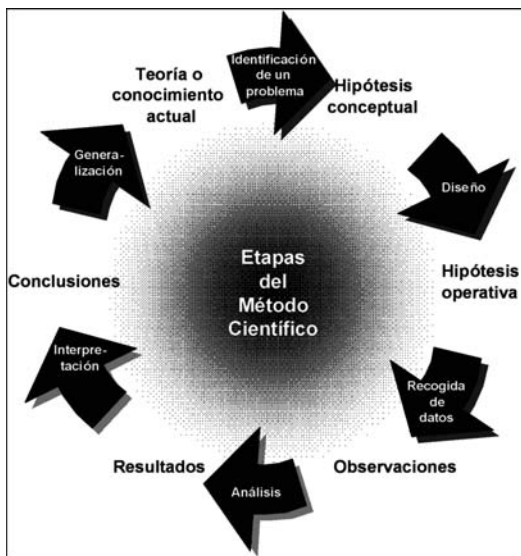 Identificación
de un
problema
Hipótesis
conceptual
Diseño
Hipótesis
operativa
Recogida
de
datos
Observaciones
Análisis
Resultados
Interpre-
tación
Conclusiones
Genera-
lización
Teoría o
conocimiento
actual
Etapas
del
Método
Científico